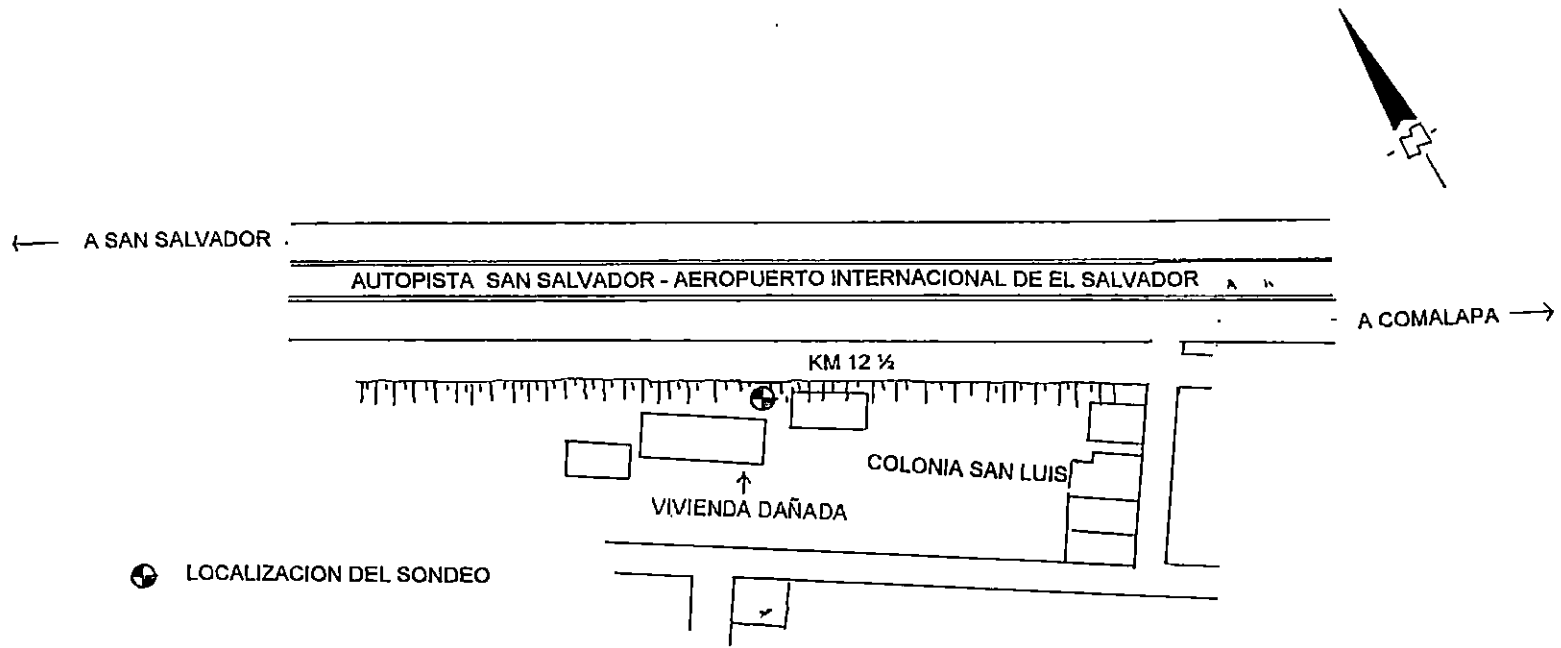 A SAN SALVADOR
AUTOPISTA SAN SALVADOR - AEROPUERTO INTERNACIONAL DE EL SALVADOR
A COMALAPA
KM 12 ½
COLONIA SAN LUIS
VIVIENDA DAÑADA
LOCALIZACION DEL SONDEO